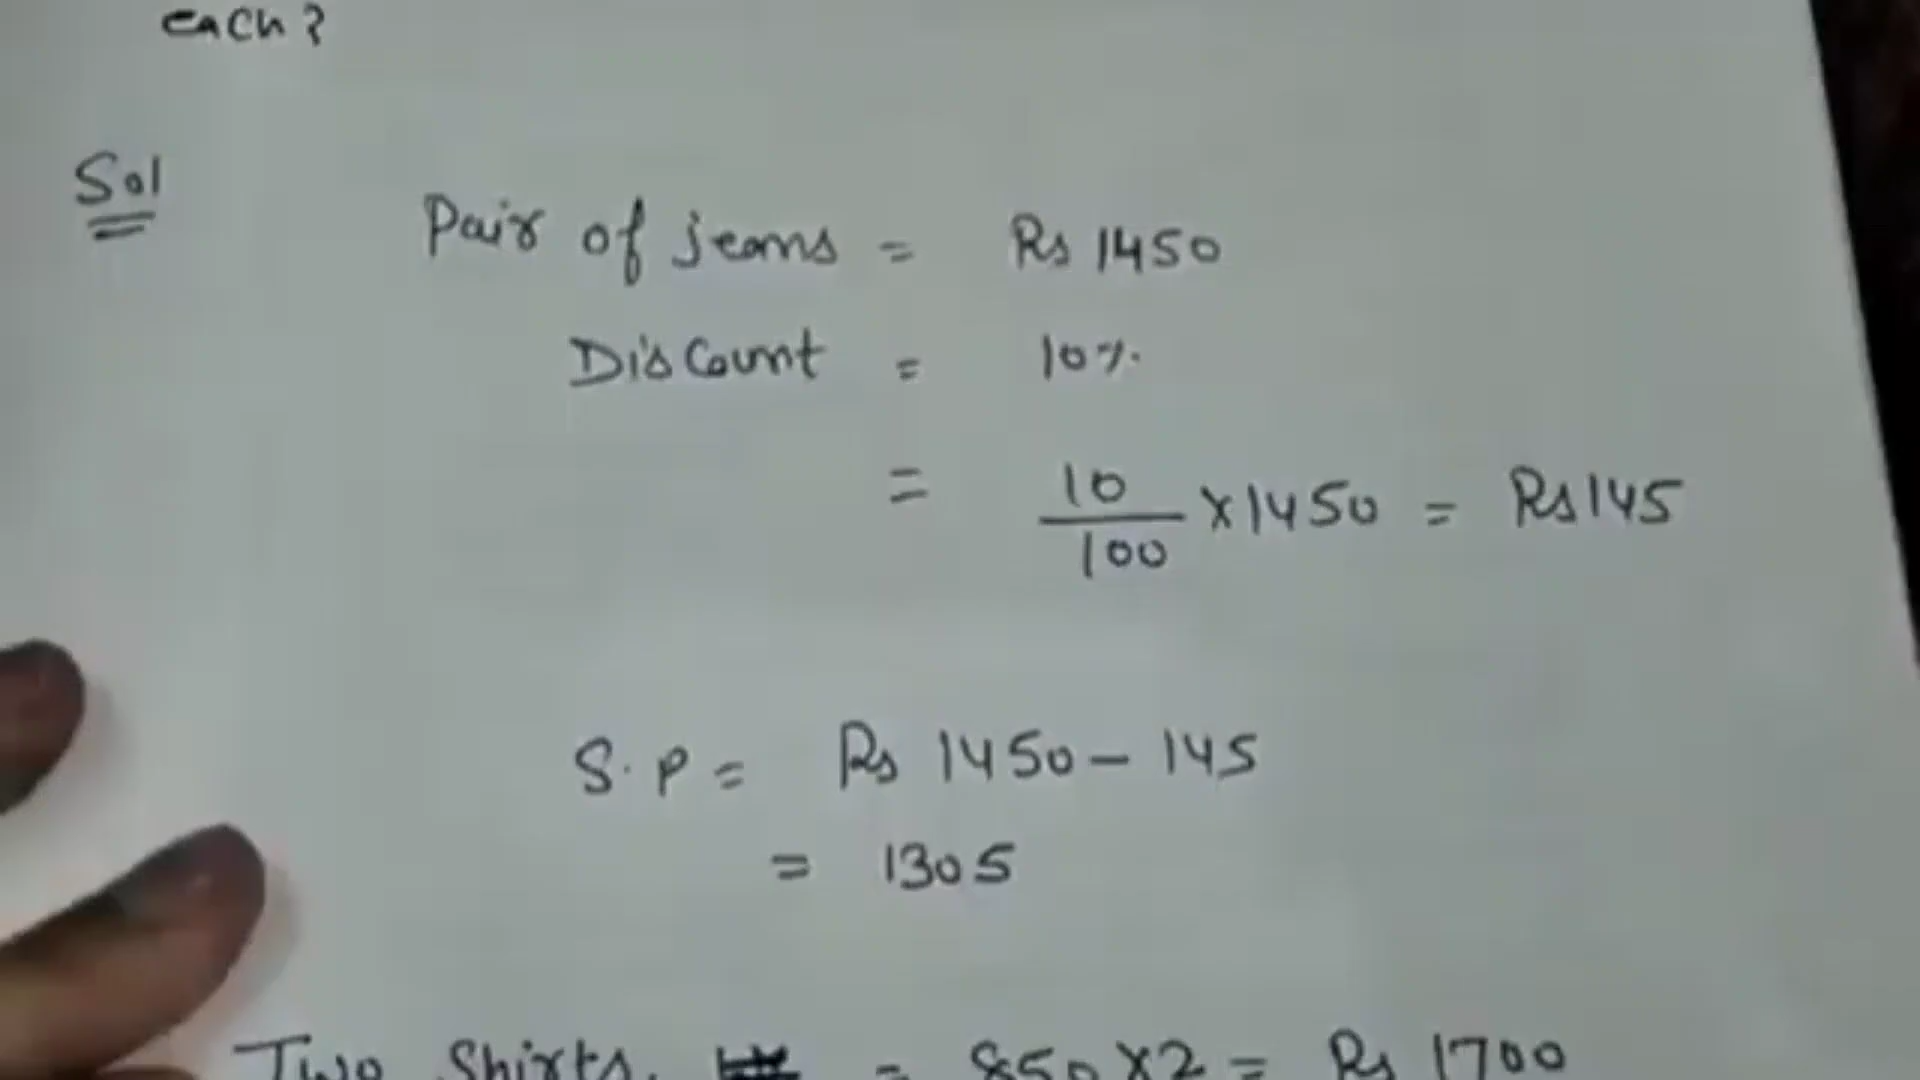 each?
Sol
Pair of jeans = Rs 1450
Discount = 10%
= 10/100 x 1450 = Rs 145
S.P = Rs 1450 - 145
= 1305
Two Shirts. = 850 x 2 = Rs 1700